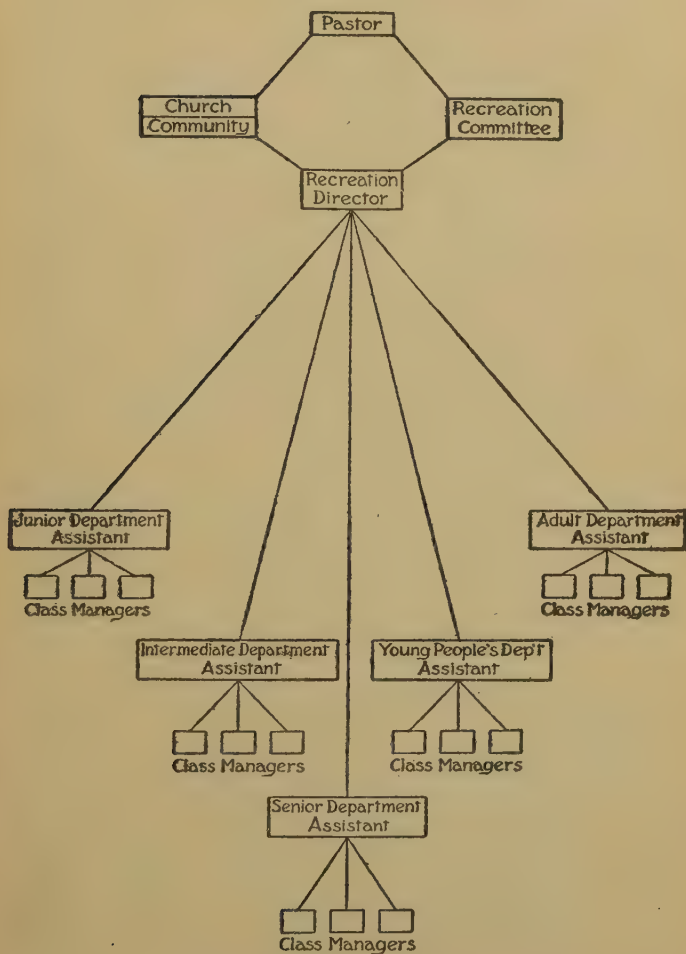 Pastor
Church
Community
Recreation
Committee
Recreation
Director
Junior Department
Assistant
Class Managers
Adult Department
Assistant
Class Managers
Intermediate Department
Assistant
Class Managers
Young People's Dep't
Assistant
Class Managers
Senior Department
Assistant
Class Managers